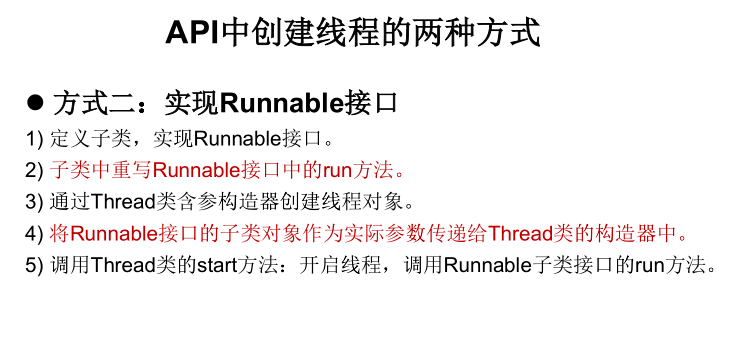 API中创建线程的两种方式
● 方式二：实现Runnable接口
1) 定义子类，实现Runnable接口。
2) 子类中重写Runnable接口中的run方法。
3) 通过Thread类含参构造器创建线程对象。
4) 将Runnable接口的子类对象作为实际参数传递给Thread类的构造器中。
5) 调用Thread类的start方法：开启线程，调用Runnable子类接口的run方法。